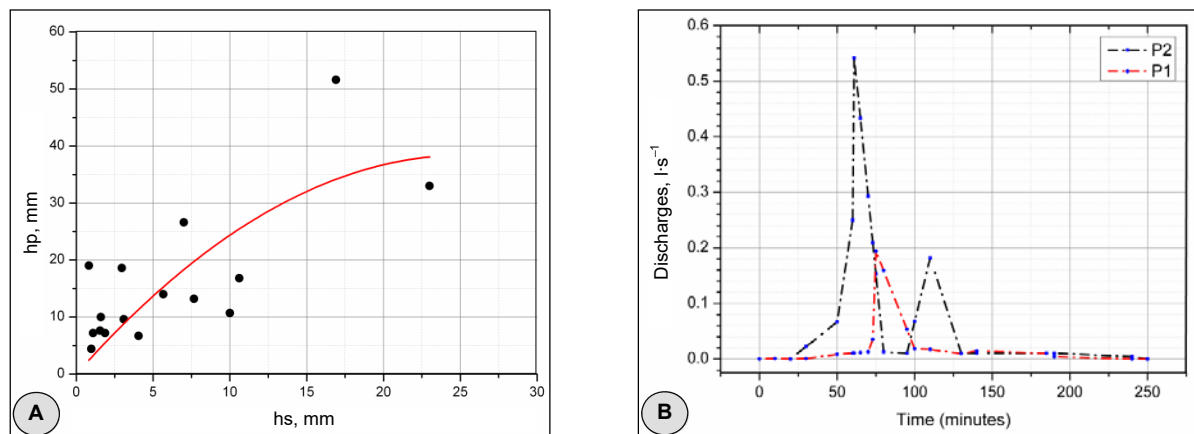 60
50
40
30
20
10
0
hp, mm
0 5 10 15 20 25 30
hs, mm
A
0.6
0.5
0.4
0.3
0.2
0.1
0.0
Discharges, l·s⁻¹
P2
P1
0 50 100 150 200 250
Time (minutes)
B